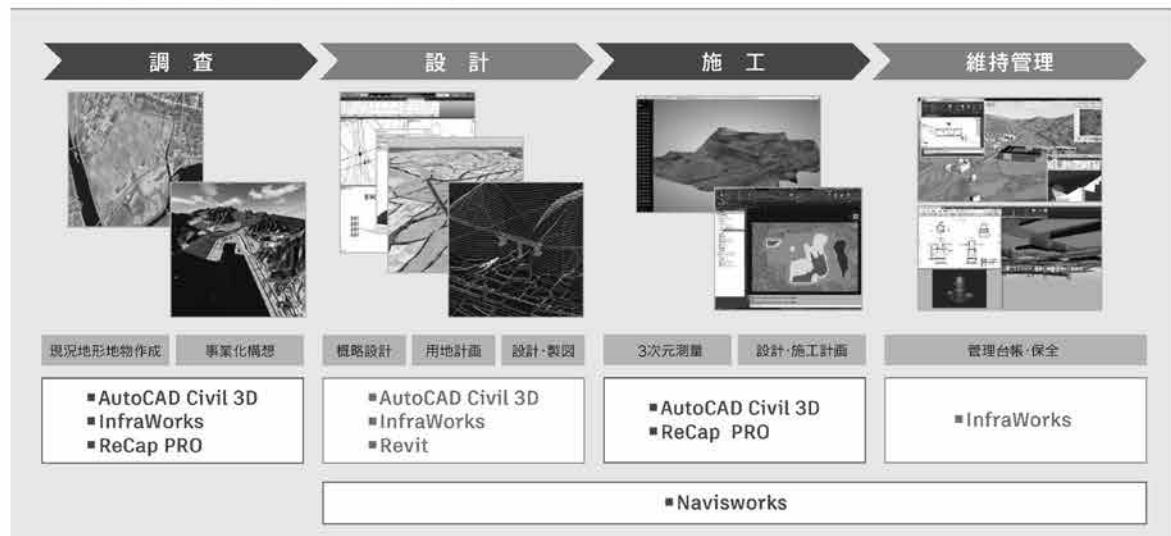 調 査
設 計
施 工
維持管理
現況地形地物作成
事業化構想
概略設計
用地計画
設計・製図
3次元測量
設計・施工計画
管理台帳・保全
■AutoCAD Civil 3D
■InfraWorks
■ReCap PRO
■AutoCAD Civil 3D
■InfraWorks
■Revit
■AutoCAD Civil 3D
■ReCap PRO
■InfraWorks
■Navisworks